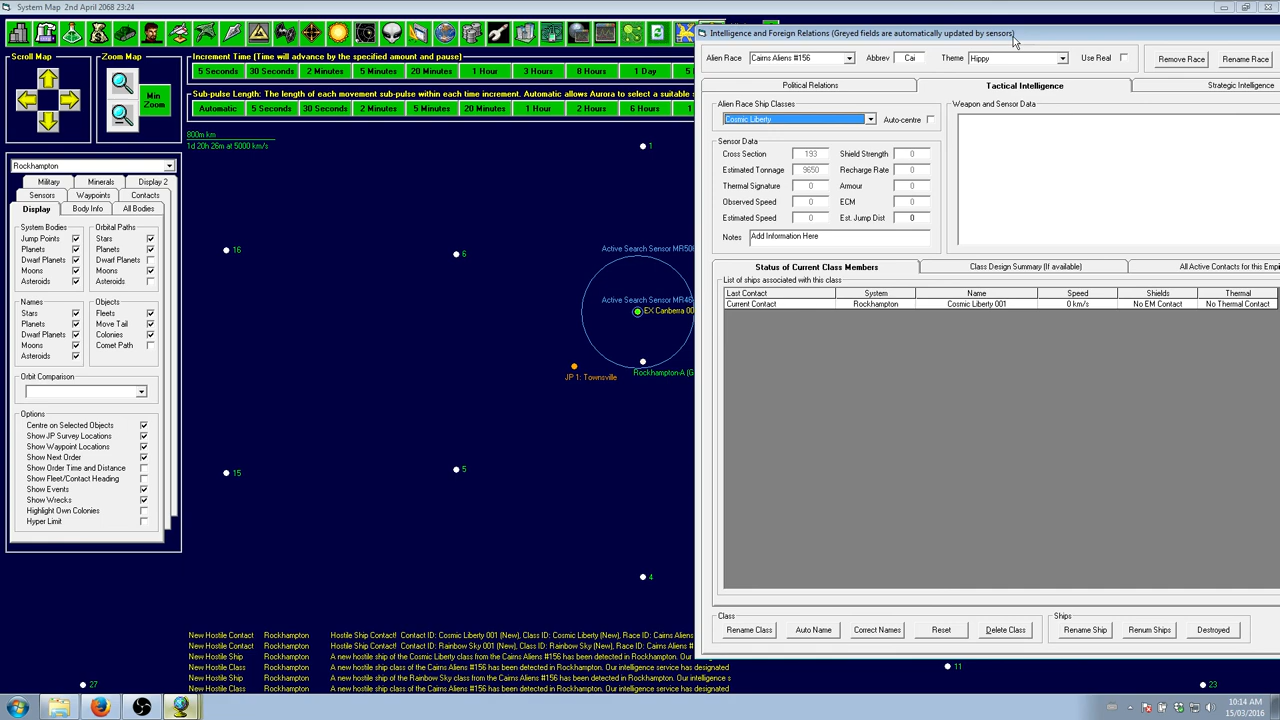 System Map   2nd April 2068 23:24
Scroll Map
Zoom Map
Min Zoom
Increment Time (Time will advance by the passage of multiple
5 Seconds 30 Seconds 2 Minutes 5 Minutes 20 Minutes 1 Hour 3 Hours 8 Hours 1 Day 5
Sub-pulse Length: The length of each movement sub-pulse within each time increment. Automatic allows Aurora to select a suitable
Automatic 5 Seconds 30 Seconds 2 Minutes 5 Minutes 20 Minutes 1 Hour 2 Hours 6 Hours 1
800m km
1d 20h 26m at 5000 km/s
Rockhampton
Military Minerals Display 2
Sensors Waypoints Contacts
Display Body Info All Bodies
System Bodies
Jump Points
Planets
Dwarf Planets
Moons
Asteroids
Orbital Paths
Stars
Planets
Dwarf Planets
Moons
Asteroids
Names
Stars
Planets
Dwarf Planets
Moons
Asteroids
Objects
Fleets
Move Tail
Colonies
Comet Path
Orbit Comparison
Options
Centre on Selected Objects
Show JP Survey Locations
Show Waypoint Locations
Show Next Order
Show Order Time and Distance
Show Fleet/Contact Heading
Show Events
Show Wrecks
Highlight Own Colonies
Hyper Limit
1
16
6
Active Search Sensor MR50
Active Search Sensor MR46
EX Canberra 00
JP 1: Townsville
Rockhampton-A (G
15
5
4
11
27
23
New Hostile Contact Rockhampton Hostile Ship Contact! Contact ID: Cosmic Liberty 001 (New), Class ID: Cosmic Liberty (New), Race ID: Cairns Aliens
New Hostile Contact Rockhampton Hostile Ship Contact! Contact ID: Rainbow Sky 001 (New), Class ID: Rainbow Sky (New), Race ID: Cairns Aliens #
New Hostile Ship Rockhampton A new hostile ship of the Cosmic Liberty class from the Cairns Aliens #156 has been detected in Rockhampton.
New Hostile Class Rockhampton A new hostile ship class of the Cairns Aliens #156 has been detected in Rockhampton. Our intelligence service has designated
New Hostile Ship Rockhampton A new hostile ship of the Rainbow Sky class from the Cairns Aliens #156 has been detected in Rockhampton. Our intelligence s
New Hostile Class Rockhampton A new hostile ship class of the Cairns Aliens #156 has been detected in Rockhampton. Our intelligence service has designated
Intelligence and Foreign Relations (Greyed fields are automatically updated by sensors)
Alien Race Cairns Aliens #156 Abbrev Cai Theme Hippy Use Real Remove Race Rename Race
Political Relations Tactical Intelligence Strategic Intelligence
Alien Race Ship Classes
Cosmic Liberty Auto-centre
Weapon and Sensor Data
Sensor Data
Cross Section 193 Shield Strength 0
Estimated Tonnage 9650 Recharge Rate 0
Thermal Signature 0 Amour 0
Observed Speed 0 ECM 0
Estimated Speed 0 Est. Jump Dist 0
Notes Add Information Here
Status of Current Class Members Class Design Summary (If available) All Active Contacts for this Empi
List of ships associated with this class
Last Contact System Name Speed Shields Thermal
Current Contact Rockhampton Cosmic Liberty 001 0 km/s No EM Contact No Thermal Contact
Class
Rename Class Auto Name Correct Names Reset Delete Class
Ships
Rename Ship Renum Ships Destroyed
10:14 AM
15/03/2016